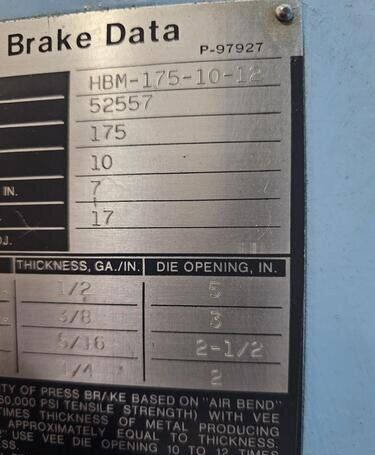 Brake Data
P-97927
HBM-175-10-12
52557
175
10
IN. 7
17
THICKNESS, GA./IN. DIE OPENING, IN.
1/2 5
3/8 3
5/16 2-1/2
1/4 2
TY OF PRESS BRAKE BASED ON "AIR BEND"
60,000 PSI TENSILE STRENGTH) WITH VEE
TIMES THICKNESS OF METAL PRODUCING
APPROXIMATELY EQUAL TO THICKNESS.
USE VEE DIE OPENING 10 TO 12 TIMES